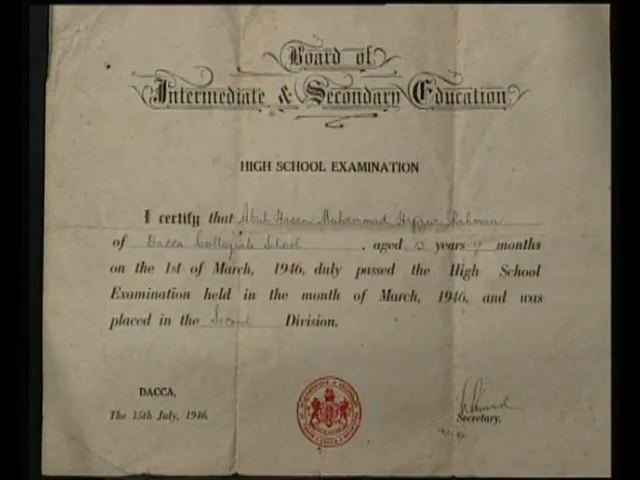 Board of
Intermediate & Secondary Education
HIGH SCHOOL EXAMINATION
I certify that Abul Hasan Muhammad Hafizur Rahman
of Dacca Collegiate School, aged years 7 months
on the 1st of March, 1946, duly passed the High School
Examination held in the month of March, 1946, and was
placed in the Second Division.
DACCA,
The 15th July, 1946.
Secretary.